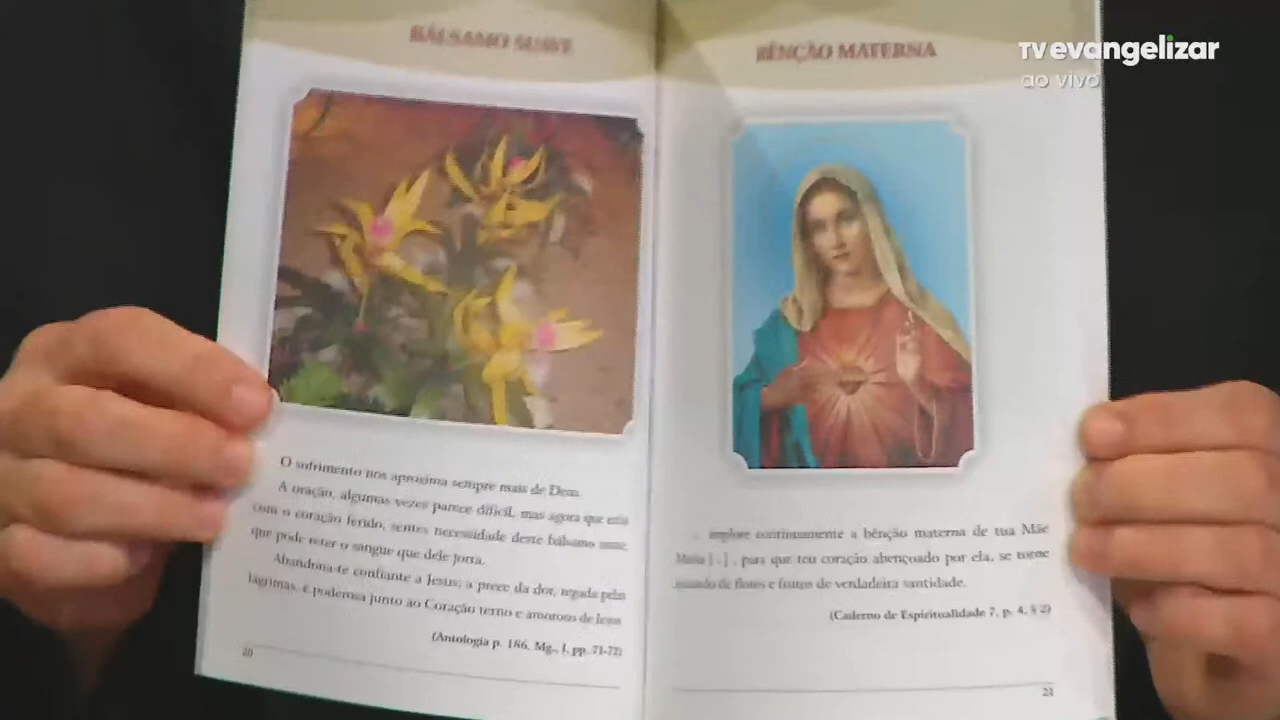 BÁLSAMO SUAVE
O sofrimento nos aproxima sempre mais de Deus.
A oração, algumas vezes parece difícil, mas agora que estás
com o coração ferido, sentes necessidade deste bálsamo suave,
que pode reter o sangue que dele jorra.
Abandona-te confiante a Jesus; a prece da dor, regada pelas
lágrimas, é poderosa junto ao Coração terno e amoroso de Jesus
(Antologia p. 186, Mg., I, pp. 71-72)
20
BÊNÇÃO MATERNA
TV evangelizar
ao vivo
implore continuamente a bênção materna de tua Mãe
Maria [...], para que teu coração abençoado por ela, se torne
de flores e frutos de verdadeira santidade.
(Caderno de Espiritualidade 7, p. 4, § 2)
21